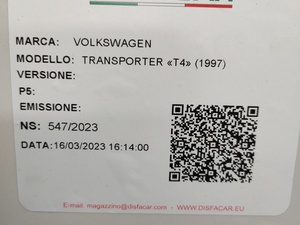 MARCA: VOLKSWAGEN
MODELLO: TRANSPORTER «T4» (1997)
VERSIONE:
P5:
EMISSIONE:
NS: 547/2023
DATA:16/03/2023 16:14:00
E-mail: magazzino@disfacar.com - WWW.DISFACAR.EU